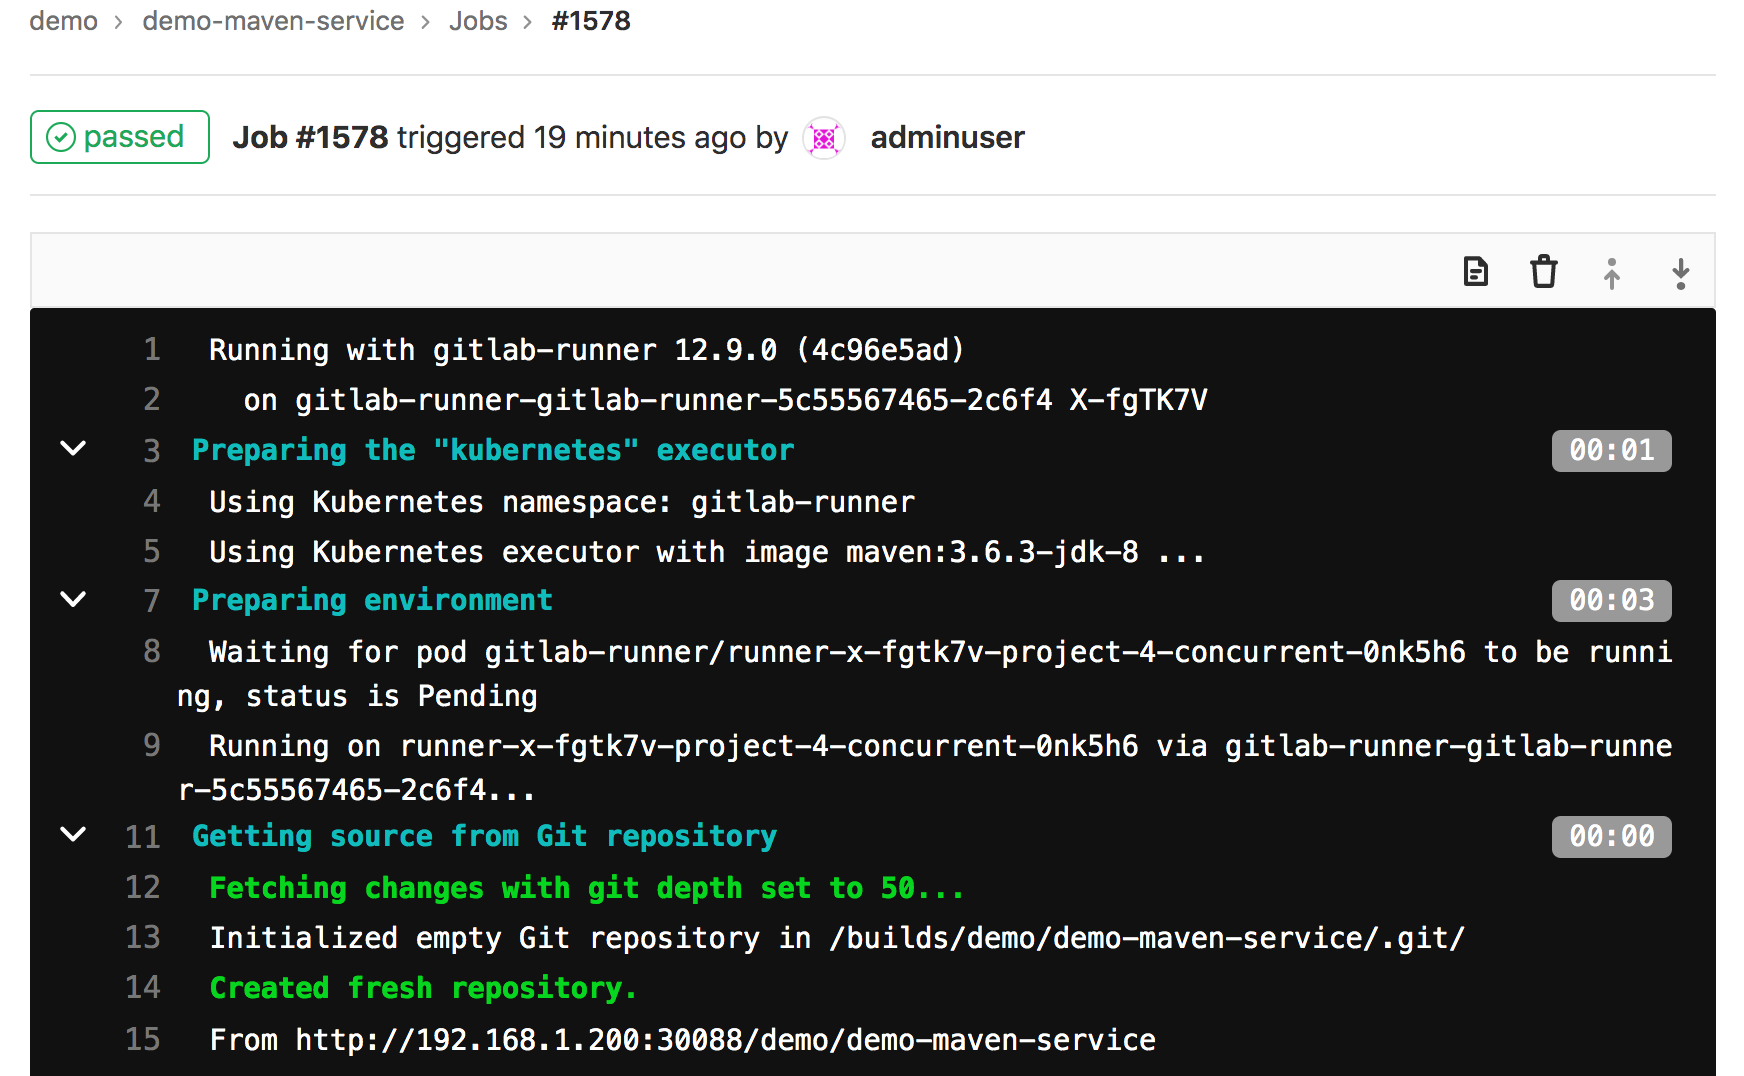 demo › demo-maven-service › Jobs › #1578
passed Job #1578 triggered 19 minutes ago by adminuser
1 Running with gitlab-runner 12.9.0 (4c96e5ad)
2 on gitlab-runner-gitlab-runner-5c55567465-2c6f4 X-fgTK7V
3 Preparing the "kubernetes" executor 00:01
4 Using Kubernetes namespace: gitlab-runner
5 Using Kubernetes executor with image maven:3.6.3-jdk-8 ...
7 Preparing environment 00:03
8 Waiting for pod gitlab-runner/runner-x-fgtk7v-project-4-concurrent-0nk5h6 to be runni
ng, status is Pending
9 Running on runner-x-fgtk7v-project-4-concurrent-0nk5h6 via gitlab-runner-gitlab-runne
r-5c55567465-2c6f4...
11 Getting source from Git repository 00:00
12 Fetching changes with git depth set to 50...
13 Initialized empty Git repository in /builds/demo/demo-maven-service/.git/
14 Created fresh repository.
15 From http://192.168.1.200:30088/demo/demo-maven-service